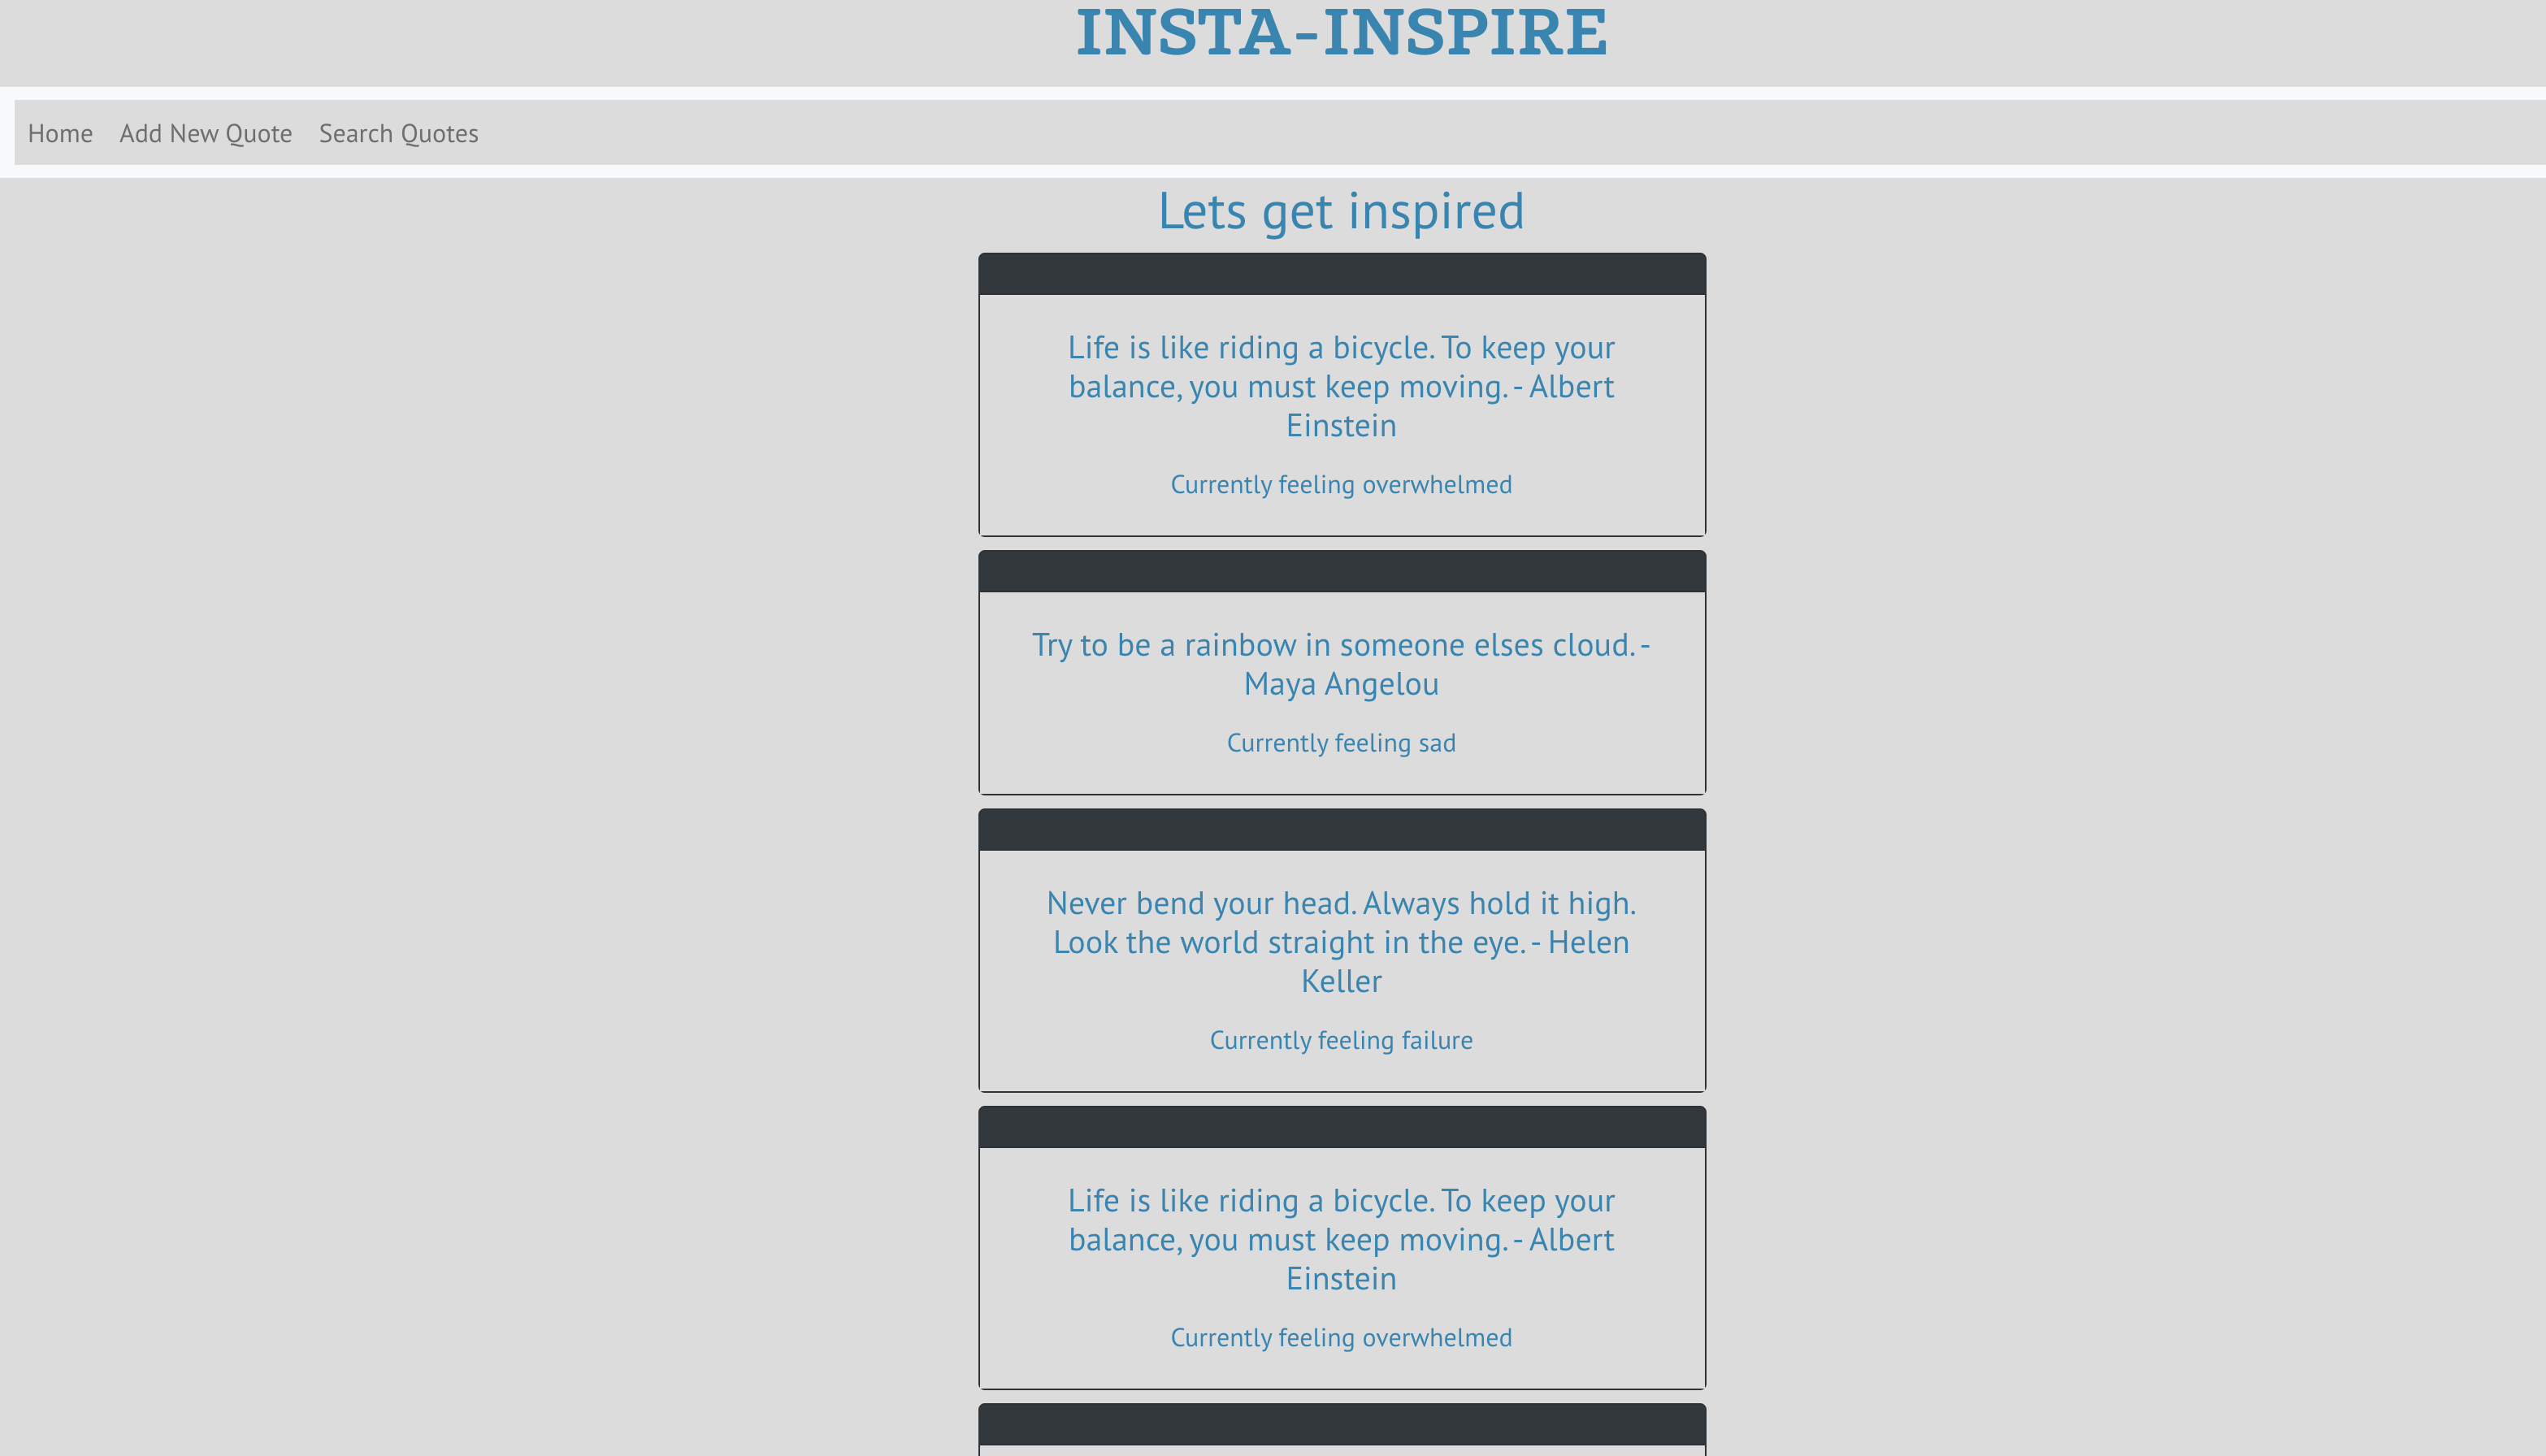 INSTA-INSPIRE
Home Add New Quote Search Quotes
Lets get inspired
Life is like riding a bicycle. To keep your
balance, you must keep moving. - Albert
Einstein
Currently feeling overwhelmed
Try to be a rainbow in someone elses cloud. -
Maya Angelou
Currently feeling sad
Never bend your head. Always hold it high.
Look the world straight in the eye. - Helen
Keller
Currently feeling failure
Life is like riding a bicycle. To keep your
balance, you must keep moving. - Albert
Einstein
Currently feeling overwhelmed